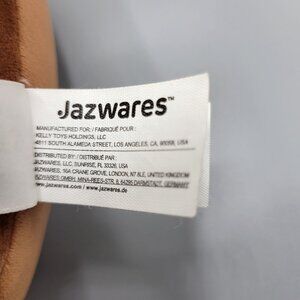 Jazwares™
MANUFACTURED FOR: / FABRIQUÉ POUR :
KELLY TOYS HOLDINGS, LLC
4811 SOUTH ALAMEDA STREET, LOS ANGELES, CA, 90058, USA
DISTRIBUTED BY: / DISTRIBUÉ PAR :
JAZWARES, LLC, SUNRISE, FL 33326, USA
JAZWARES, 16A CRANE GROVE, LONDON, N7 8LE, UNITED KINGDOM
JAZWARES GMBH, MINA-REES-STR. 8, 64295 DARMSTADT, GERMANY
www.jazwares.com / www.jazwares.de